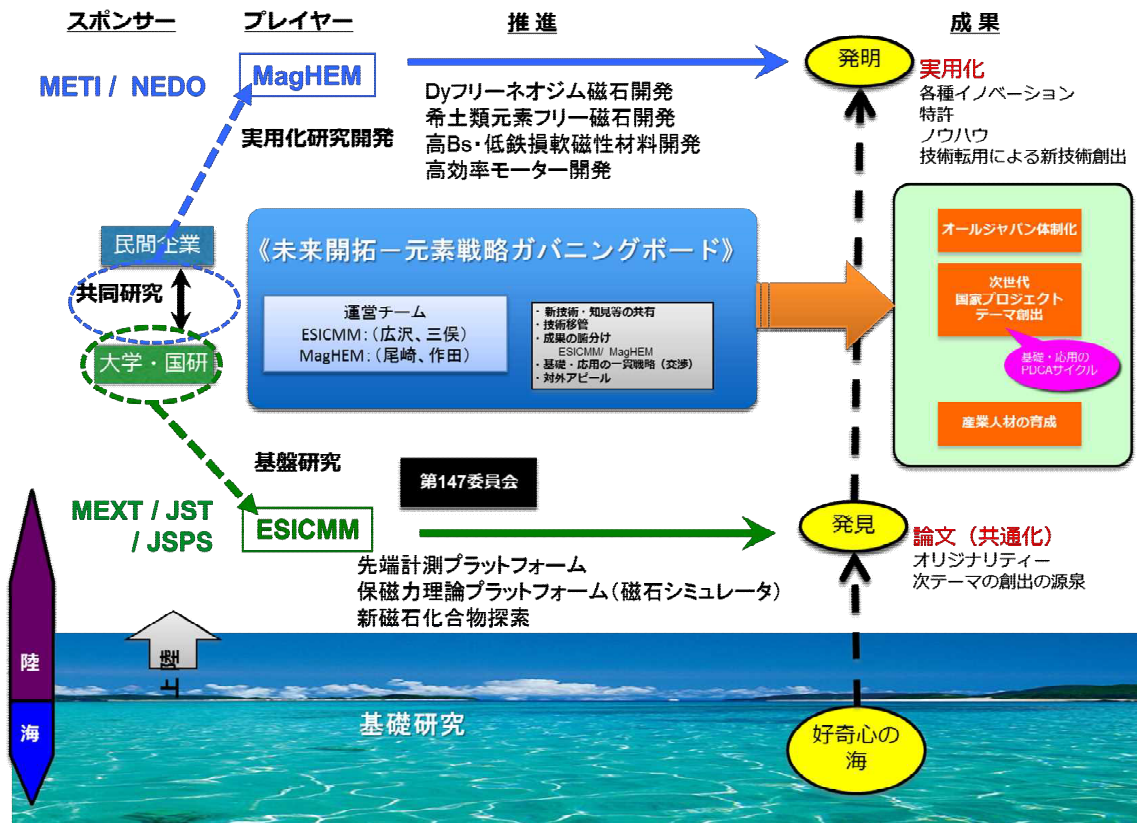 スポンサー
プレイヤー
推進
成 果
METI / NEDO
MagHEM
実用化研究開発
Dyフリーネオジム磁石開発
希土類元素フリー磁石開発
高Bs・低鉄損軟磁性材料開発
高効率モーター開発
発明
実用化
各種イノベーション
特許
ノウハウ
技術転用による新技術創出
民間企業
共同研究
大学・国研
《未来開拓－元素戦略ガバニングボード》
運営チーム
ESICMM：（広沢、三俣）
MagHEM：（尾崎、作田）
・新技術・知見等の共有
・技術移管
・成果の腑分け
ESICMM/ MagHEM
・基礎・応用の一貫戦略（交渉）
・対外アピール
オールジャパン体制化
次世代
国家プロジェクト
テーマ創出
基礎・応用の
PDCAサイクル
産業人材の育成
基盤研究
第147委員会
MEXT / JST
/ JSPS
ESICMM
先端計測プラットフォーム
保磁力理論プラットフォーム（磁石シミュレータ）
新磁石化合物探索
発見
論文（共通化）
オリジナリティー
次テーマの創出の源泉
陸
海
上陸
基礎研究
好奇心の
海